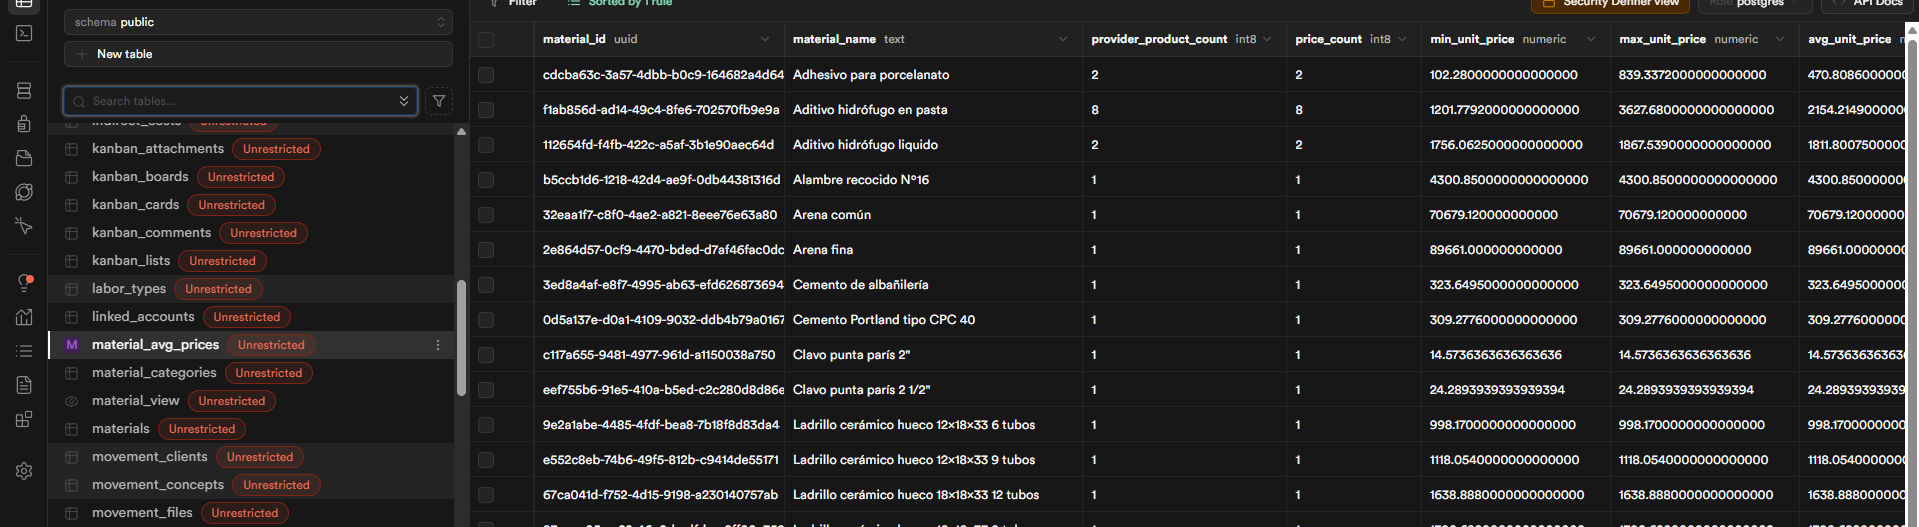 Filter
Sorted by 1 rule
Security Definer view
Role postgres
API Docs
schema public
New table
Search tables...
indirect_costs Unrestricted
kanban_attachments Unrestricted
kanban_boards Unrestricted
kanban_cards Unrestricted
kanban_comments Unrestricted
kanban_lists Unrestricted
labor_types Unrestricted
linked_accounts Unrestricted
M material_avg_prices Unrestricted
material_categories Unrestricted
material_view Unrestricted
materials Unrestricted
movement_clients Unrestricted
movement_concepts Unrestricted
movement_files Unrestricted
material_id uuid material_name text provider_product_count int8 price_count int8 min_unit_price numeric max_unit_price numeric avg_unit_price
cdcba63c-3a57-4dbb-b0c9-164682a4d64 Adhesivo para porcelanato 2 2 102.2800000000000000 839.3372000000000000 470.8086000000
f1ab856d-ad14-49c4-8fe6-702570fb9e9a Aditivo hidrófugo en pasta 8 8 1201.7792000000000000 3627.6800000000000000 2154.2149000000
112654fd-f4fb-422c-a5af-3b1e90aec64d Aditivo hidrófugo liquido 2 2 1756.0625000000000000 1867.5390000000000000 1811.8007500000
b5ccb1d6-1218-42d4-ae9f-0db44381316d Alambre recocido Nº16 1 1 4300.8500000000000000 4300.8500000000000000 4300.850000000
32eaa1f7-c8f0-4ae2-a821-8eee76e63a80 Arena común 1 1 70679.120000000000 70679.120000000000 70679.12000000
2e864d57-0cf9-4470-bded-d7af46fac0dc Arena fina 1 1 89661.000000000000 89661.000000000000 89661.00000000
3ed8a4af-e8f7-4995-ab63-efd626873694 Cemento de albañilería 1 1 323.6495000000000000 323.6495000000000000 323.6495000000
0d5a137e-d0a1-4109-9032-ddb4b79a0167 Cemento Portland tipo CPC 40 1 1 309.2776000000000000 309.2776000000000000 309.2776000000
c117a655-9481-4977-961d-a1150038a750 Clavo punta parís 2" 1 1 14.5736363636363636 14.5736363636363636 14.573636363636
eef755b6-91e5-410a-b5ed-c2c280d8d86e Clavo punta parís 2 1/2" 1 1 24.2893939393939394 24.2893939393939394 24.28939393939
9e2a1abe-4485-4fdf-bea8-7b18f8d83da4 Ladrillo cerámico hueco 12×18×33 6 tubos 1 1 998.1700000000000000 998.1700000000000000 998.1700000000
e552c8eb-74b6-49f5-812b-c9414de55171 Ladrillo cerámico hueco 12×18×33 9 tubos 1 1 1118.0540000000000000 1118.0540000000000000 1118.0540000000
67ca041d-f752-4d15-9198-a230140757ab Ladrillo cerámico hueco 18×18×33 12 tubos 1 1 1638.8880000000000000 1638.8880000000000000 1638.8880000000